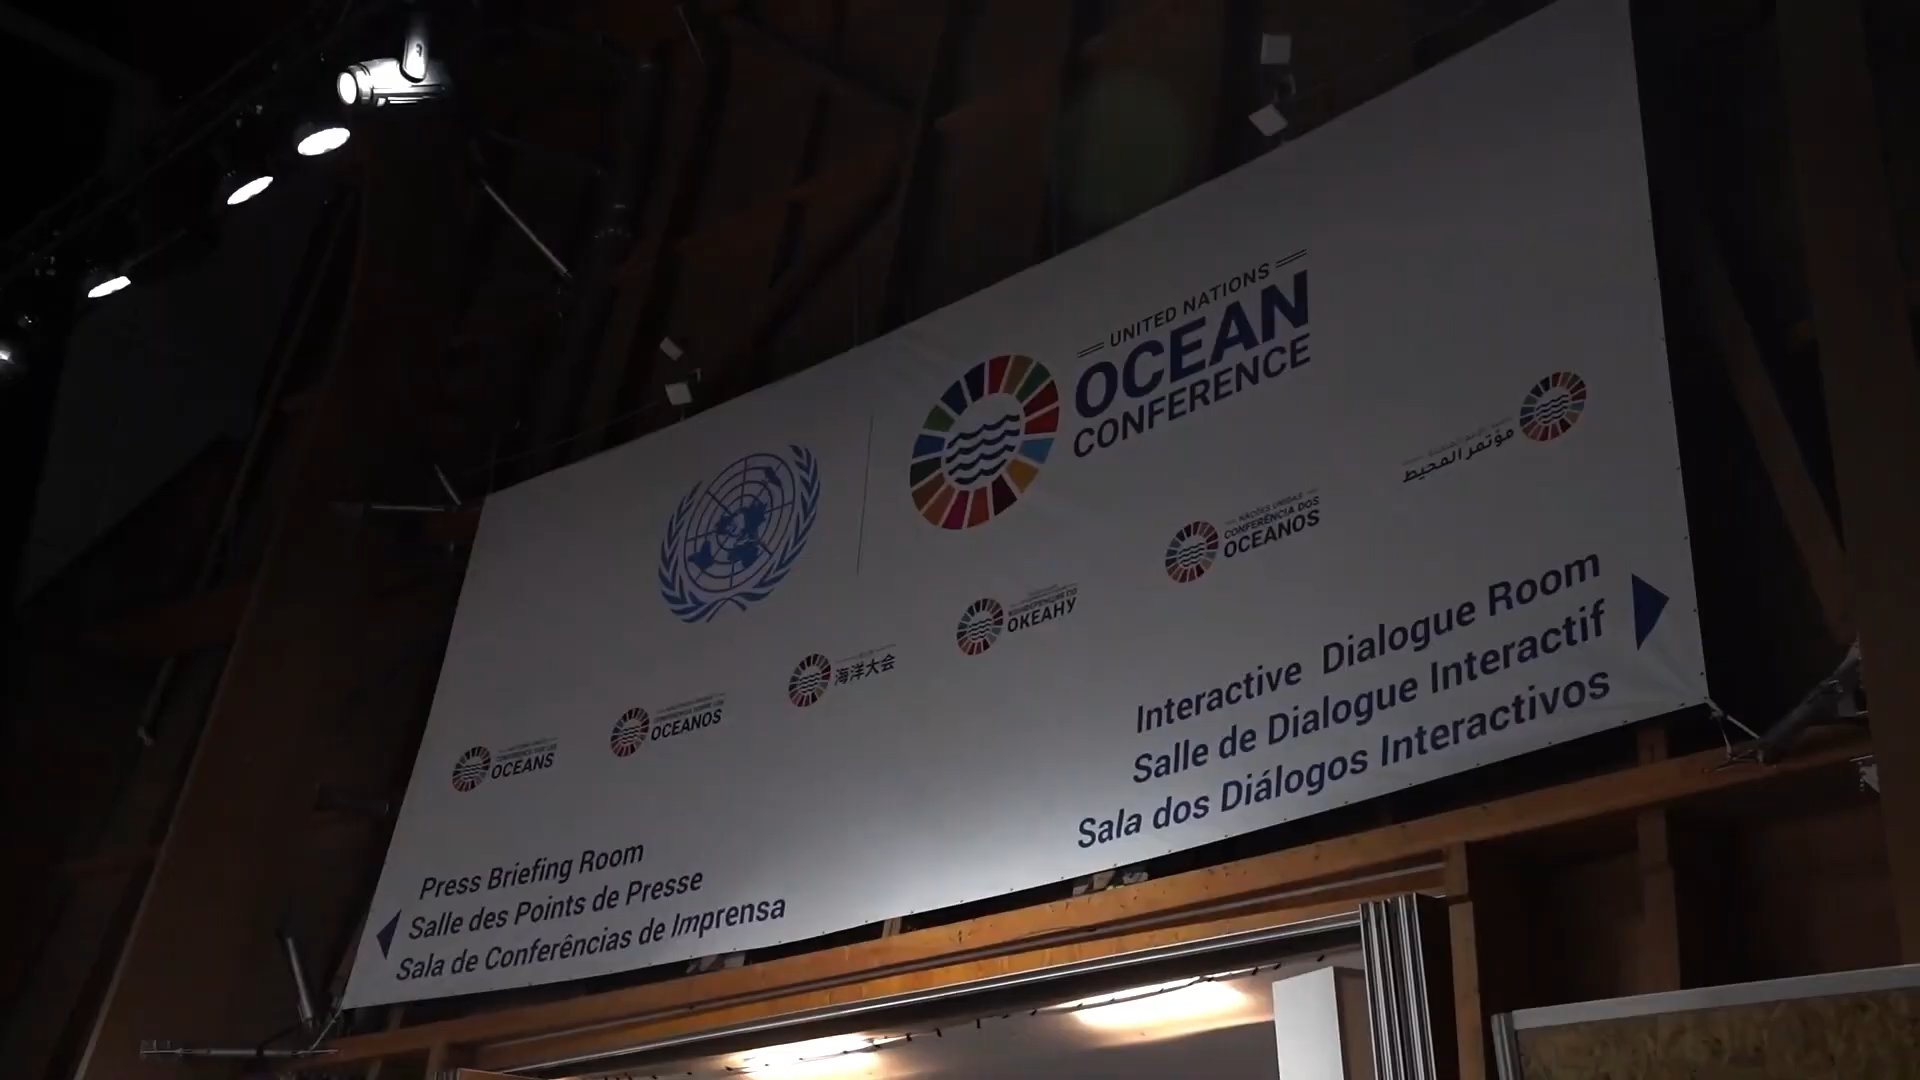 UNITED NATIONS
OCEAN
CONFERENCE
مؤتمر المحيط
NAÇÕES UNIDAS
CONFERÊNCIA DOS
OCEANOS
ОКЕАНУ
海洋大会
OCEANOS
OCEANS
Interactive Dialogue Room
Salle de Dialogue Interactif
Sala dos Diálogos Interactivos
Press Briefing Room
Salle des Points de Presse
Sala de Conferências de Imprensa